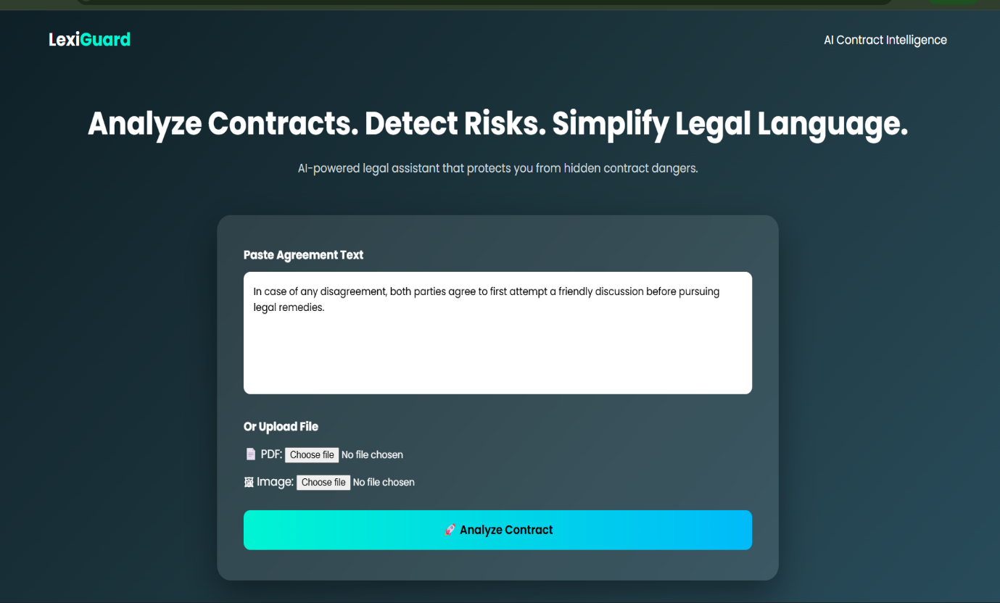 LexiGuard
AI Contract Intelligence
Analyze Contracts. Detect Risks. Simplify Legal Language.
AI-powered legal assistant that protects you from hidden contract dangers.
Paste Agreement Text
In case of any disagreement, both parties agree to first attempt a friendly discussion before pursuing
legal remedies.
Or Upload File
📄 PDF: Choose file No file chosen
🖼 Image: Choose file No file chosen
🚀 Analyze Contract